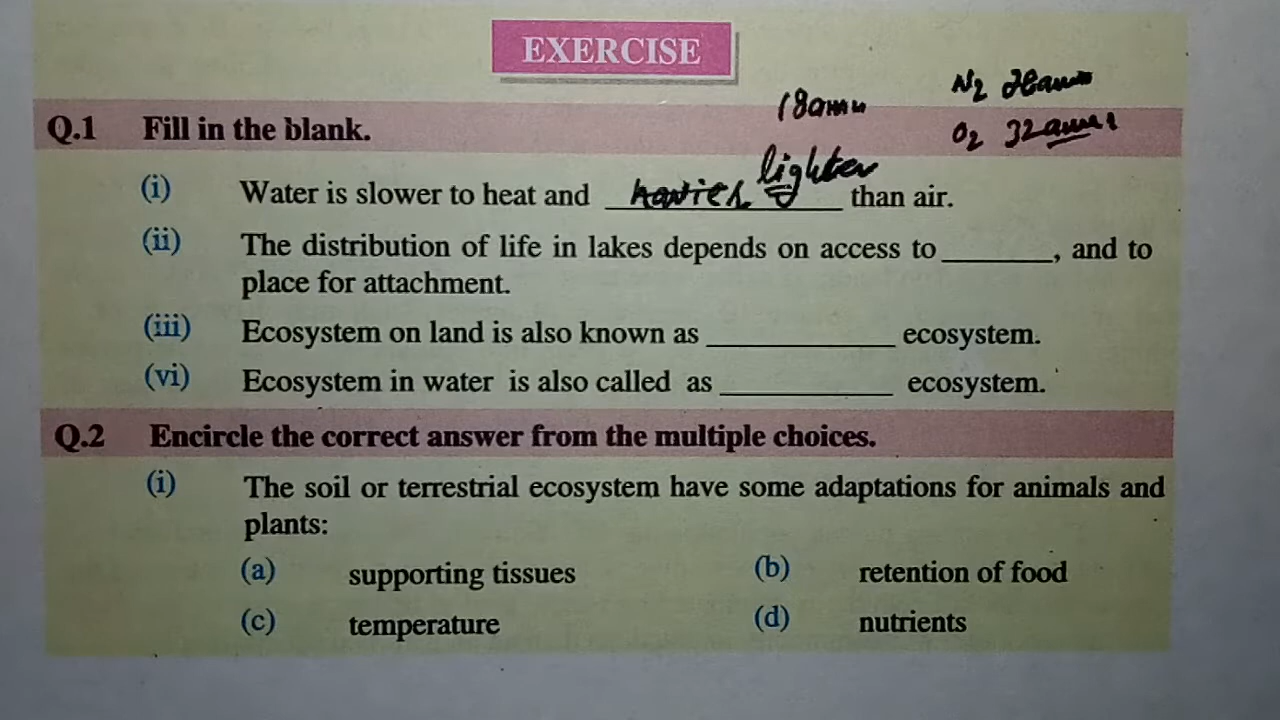 EXERCISE
18amu N2 28amu
Q.1 Fill in the blank.
O2 32amu
lighter
(i) Water is slower to heat and ________ than air.
(ii) The distribution of life in lakes depends on access to ________, and to
place for attachment.
(iii) Ecosystem on land is also known as ________ ecosystem.
(vi) Ecosystem in water is also called as ________ ecosystem.
Q.2 Encircle the correct answer from the multiple choices.
(i) The soil or terrestrial ecosystem have some adaptations for animals and
plants:
(a) supporting tissues (b) retention of food
(c) temperature (d) nutrients